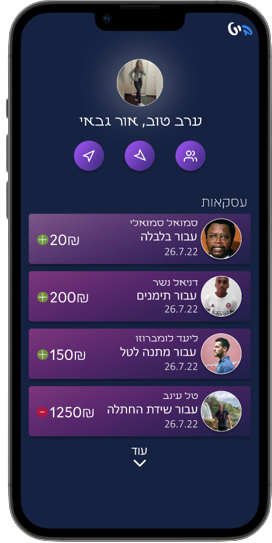 ביט
ערב טוב, אור גבאי
עסקאות
סמואל סמואלי
עבור בלבלה
26.7.22
20₪
דניאל נשר
עבור תימנים
26.7.22
200₪
ליעד לומברוזו
עבור מתנה לטל
26.7.22
150₪
טל עינב
עבור שידת החתלה
26.7.22
1250₪
עוד